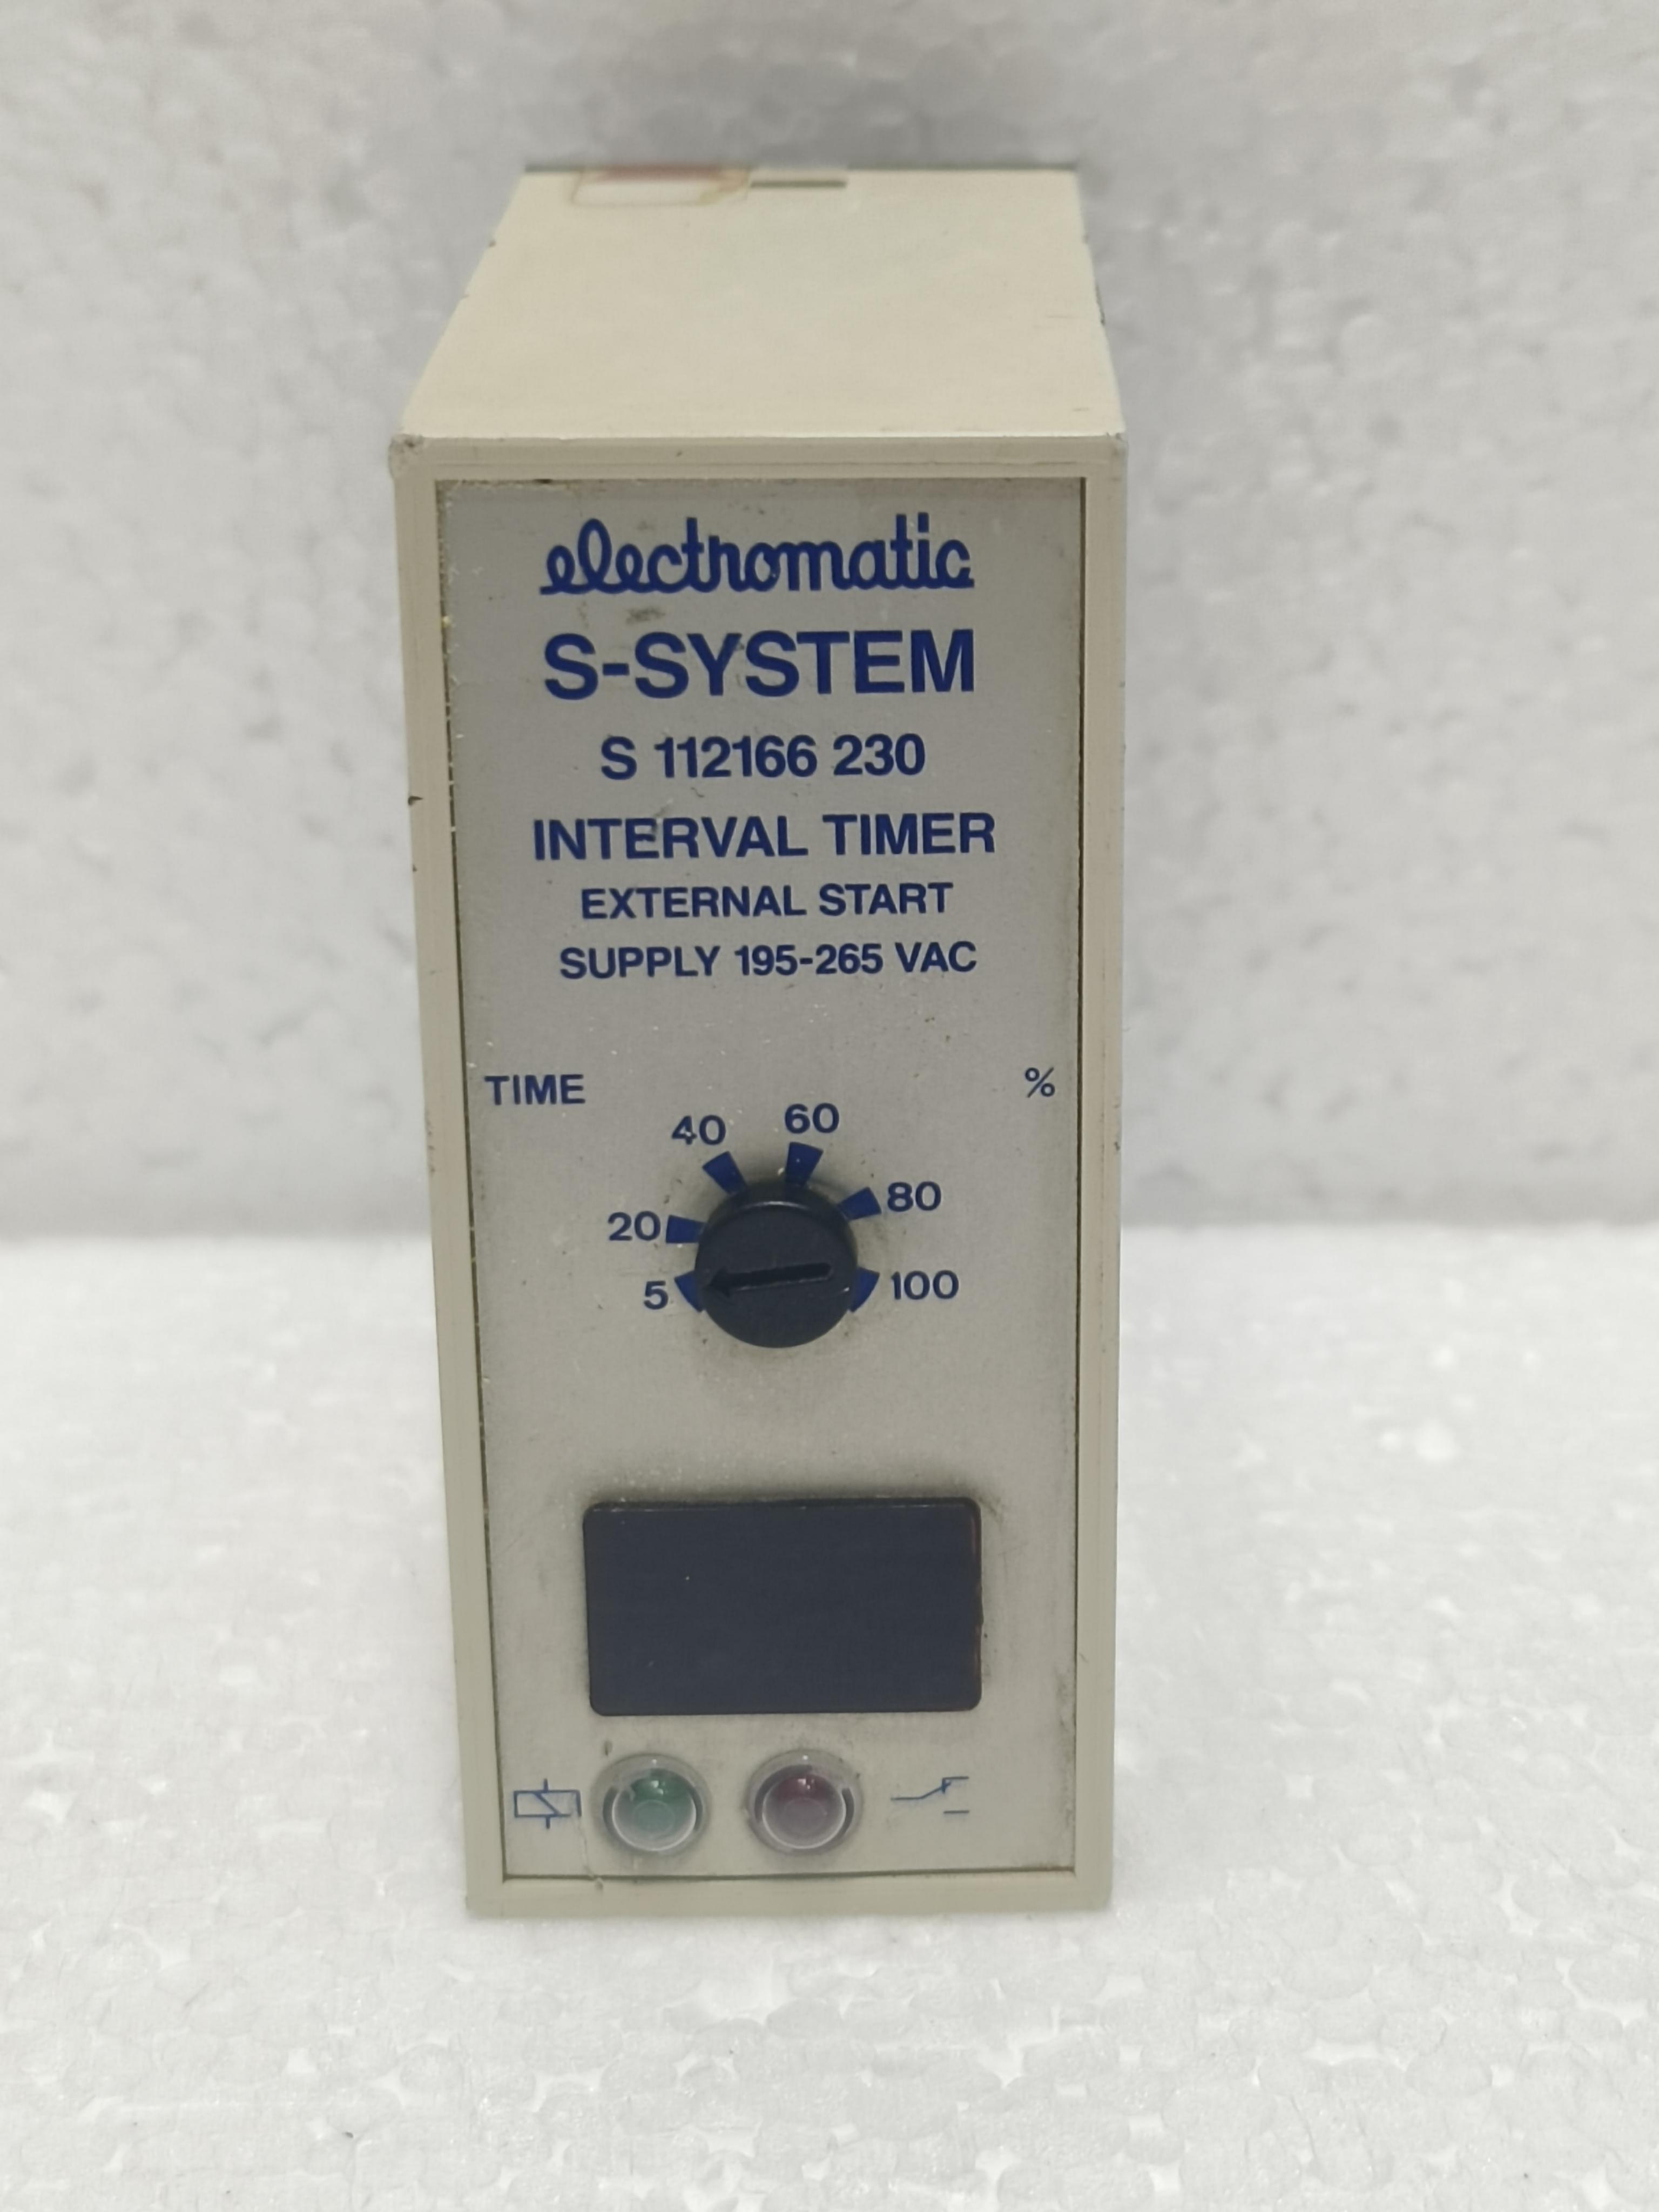 electromatic
S-SYSTEM
S 112166 230
INTERVAL TIMER
EXTERNAL START
SUPPLY 195-265 VAC
TIME %
40 60
20 80
5 100